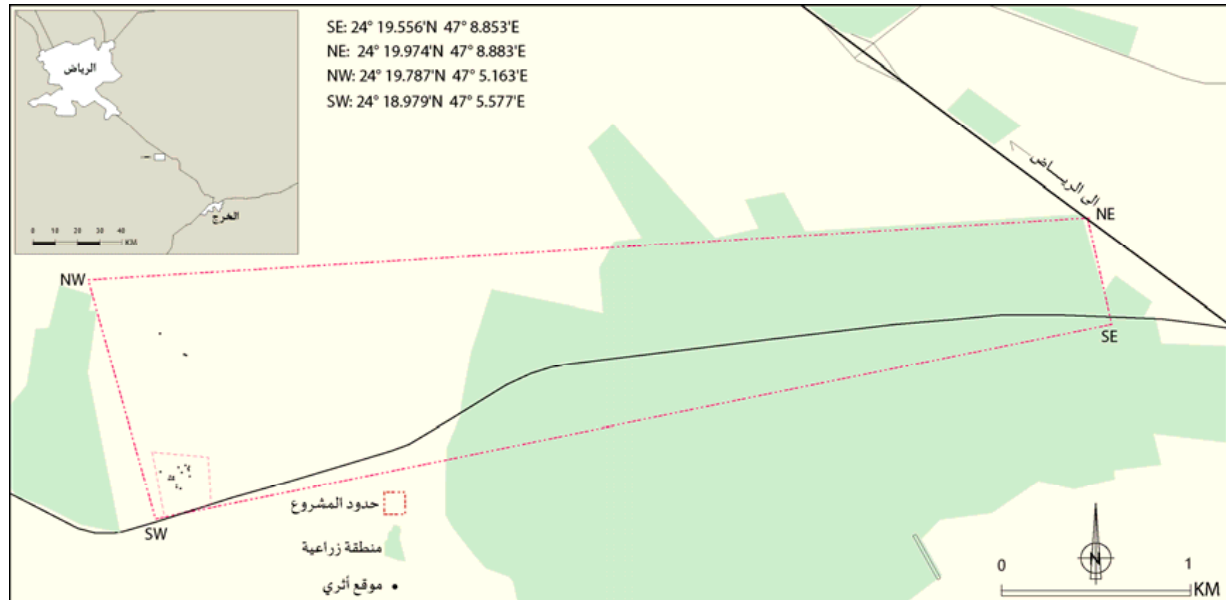 الرياض
الخرج
0 10 20 30 40 KM
SE: 24° 19.556'N 47° 8.853'E
NE: 24° 19.974'N 47° 8.883'E
NW: 24° 19.787'N 47° 5.163'E
SW: 24° 18.979'N 47° 5.577'E
الى الرياض
NE
NW
SE
SW
حدود المشروع
منطقة زراعية
موقع أثري
N
0 1 KM